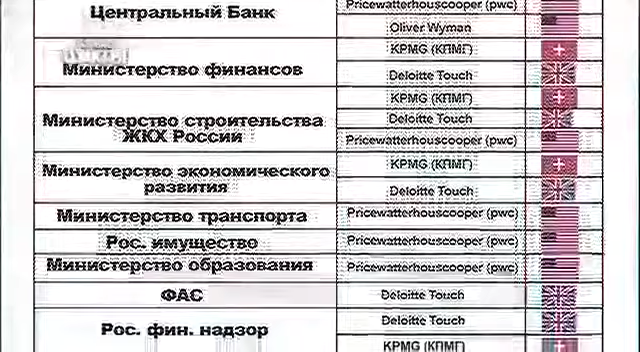 Pricewatterhouscooper (pwc)
Центральный Банк
Oliver Wyman
KPMG (КПМГ)
Министерство финансов
Deloitte Touch
KPMG (КПМГ)
Министерство строительства
ЖКХ России
Deloitte Touch
Pricewatterhouscooper (pwc)
Министерство экономического
развития
KPMG (КПМГ)
Deloitte Touch
Министерство транспорта
Pricewatterhouscooper (pwc)
Рос. имущество
Pricewatterhouscooper (pwc)
Министерство образования
Pricewatterhouscooper (pwc)
ФАС
Deloitte Touch
Рос. фин. надзор
Deloitte Touch
KPMG (КПМГ)